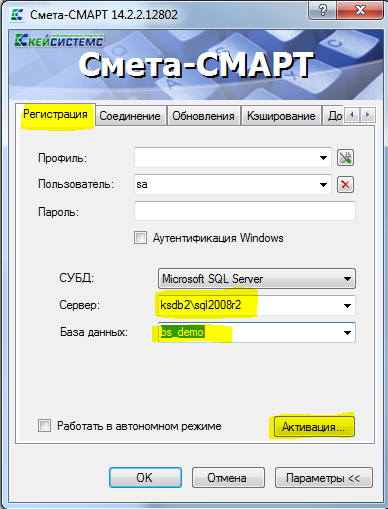 Смета-СМАРТ 14.2.2.12802
КЕЙСИСТЕМС
Смета-СМАРТ
Регистрация Соединение Обновления Кэширование До
Профиль:
Пользователь: sa
Пароль:
Аутентификация Windows
СУБД: Microsoft SQL Server
Сервер: ksdb2\sql2008r2
База данных: bs_demo
Работать в автономном режиме Активация...
OK Отмена Параметры <<